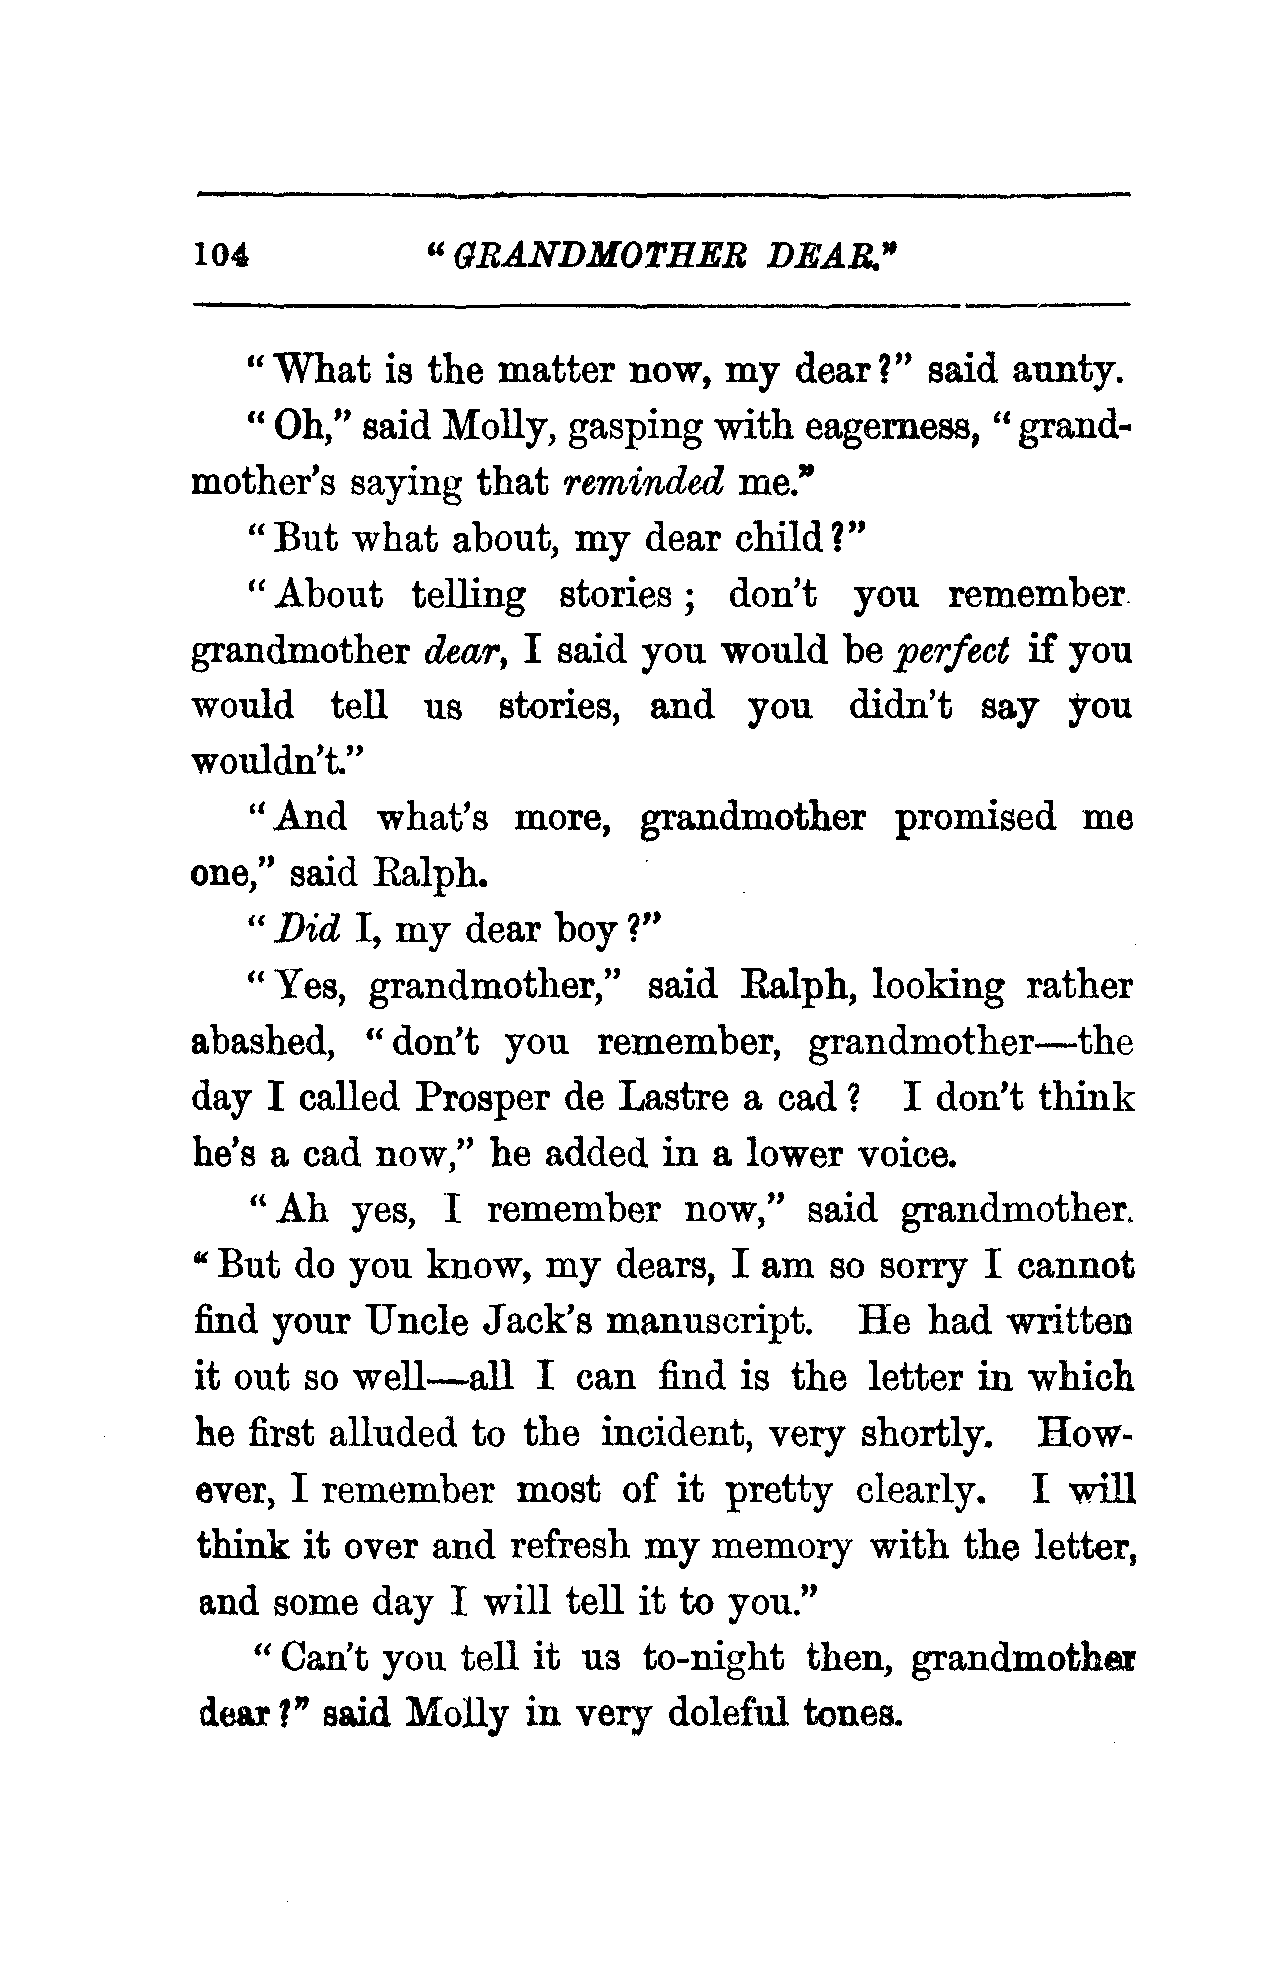 104 “GRANDMOTHER DEAR.”
“What is the matter now, my dear?” said aunty.
“Oh,” said Molly, gasping with eagerness, “grand-
mother's saying that reminded me.”
“But what about, my dear child?”
“About telling stories; don't you remember
grandmother dear, I said you would be perfect if you
would tell us stories, and you didn't say you
wouldn't.”
“And what's more, grandmother promised me
one,” said Ralph.
“Did I, my dear boy?”
“Yes, grandmother,” said Ralph, looking rather
abashed, “don't you remember, grandmother—the
day I called Prosper de Lastre a cad? I don't think
he's a cad now,” he added in a lower voice.
“Ah yes, I remember now,” said grandmother.
“But do you know, my dears, I am so sorry I cannot
find your Uncle Jack's manuscript. He had written
it out so well—all I can find is the letter in which
he first alluded to the incident, very shortly. How-
ever, I remember most of it pretty clearly. I will
think it over and refresh my memory with the letter,
and some day I will tell it to you.”
“Can't you tell it us to-night then, grandmother
dear?” said Molly in very doleful tones.